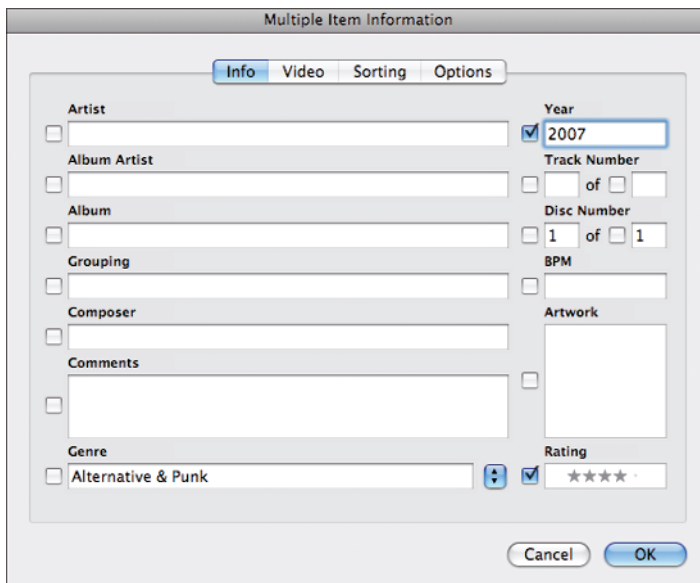 Multiple Item Information
Info Video Sorting Options
Artist Year
2007
Album Artist Track Number
of
Album Disc Number
1 of 1
Grouping BPM
Composer Artwork
Comments
Genre Rating
Alternative & Punk ★★★★ ·
Cancel OK